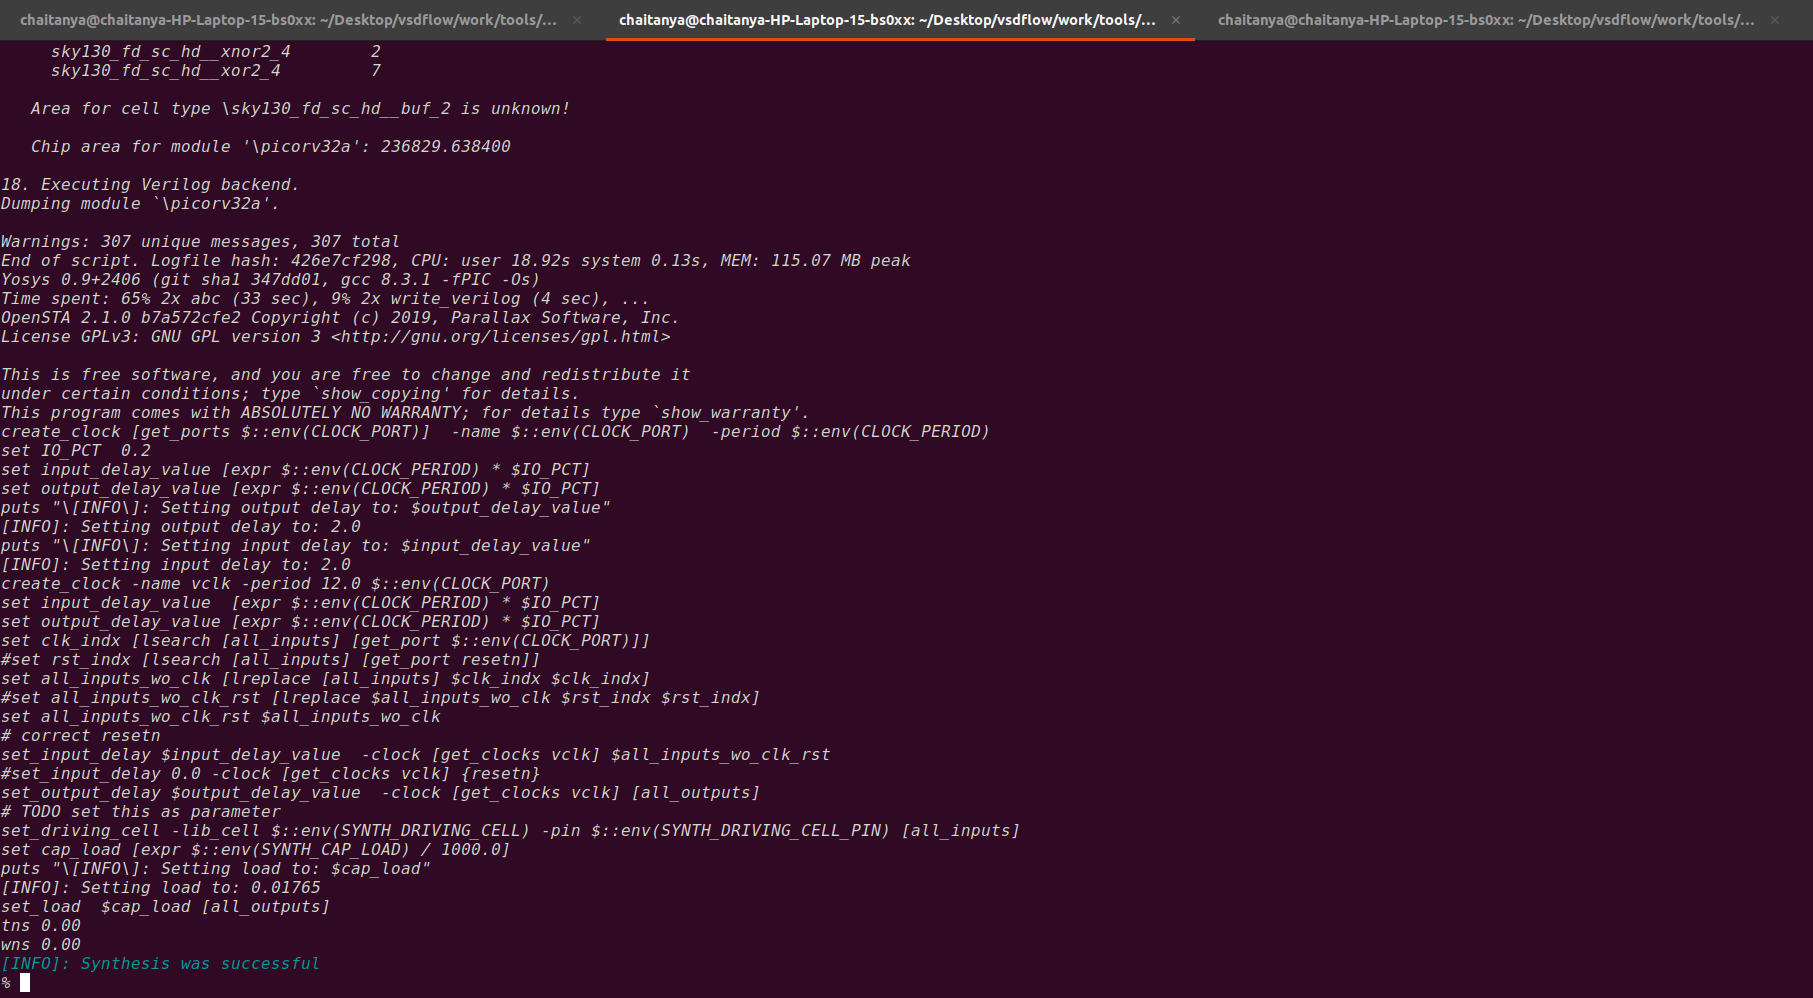 chaitanya@chaitanya-HP-Laptop-15-bs0xx: ~/Desktop/vsdflow/work/tools/... ×
chaitanya@chaitanya-HP-Laptop-15-bs0xx: ~/Desktop/vsdflow/work/tools/... ×
chaitanya@chaitanya-HP-Laptop-15-bs0xx: ~/Desktop/vsdflow/work/tools/... ×
sky130_fd_sc_hd__xnor2_4        2
sky130_fd_sc_hd__xor2_4         7
Area for cell type \sky130_fd_sc_hd__buf_2 is unknown!
Chip area for module '\picorv32a': 236829.638400
18. Executing Verilog backend.
Dumping module `\picorv32a'.
Warnings: 307 unique messages, 307 total
End of script. Logfile hash: 426e7cf298, CPU: user 18.92s system 0.13s, MEM: 115.07 MB peak
Yosys 0.9+2406 (git sha1 347dd01, gcc 8.3.1 -fPIC -Os)
Time spent: 65% 2x abc (33 sec), 9% 2x write_verilog (4 sec), ...
OpenSTA 2.1.0 b7a572cfe2 Copyright (c) 2019, Parallax Software, Inc.
License GPLv3: GNU GPL version 3 <http://gnu.org/licenses/gpl.html>
This is free software, and you are free to change and redistribute it
under certain conditions; type `show_copying' for details.
This program comes with ABSOLUTELY NO WARRANTY; for details type `show_warranty'.
create_clock [get_ports $::env(CLOCK_PORT)]  -name $::env(CLOCK_PORT)  -period $::env(CLOCK_PERIOD)
set IO_PCT  0.2
set input_delay_value [expr $::env(CLOCK_PERIOD) * $IO_PCT]
set output_delay_value [expr $::env(CLOCK_PERIOD) * $IO_PCT]
puts "\[INFO\]: Setting output delay to: $output_delay_value"
[INFO]: Setting output delay to: 2.0
puts "\[INFO\]: Setting input delay to: $input_delay_value"
[INFO]: Setting input delay to: 2.0
create_clock -name vclk -period 12.0 $::env(CLOCK_PORT)
set input_delay_value  [expr $::env(CLOCK_PERIOD) * $IO_PCT]
set output_delay_value [expr $::env(CLOCK_PERIOD) * $IO_PCT]
set clk_indx [lsearch [all_inputs] [get_port $::env(CLOCK_PORT)]]
#set rst_indx [lsearch [all_inputs] [get_port resetn]]
set all_inputs_wo_clk [lreplace [all_inputs] $clk_indx $clk_indx]
#set all_inputs_wo_clk_rst [lreplace $all_inputs_wo_clk $rst_indx $rst_indx]
set all_inputs_wo_clk_rst $all_inputs_wo_clk
# correct resetn
set_input_delay $input_delay_value  -clock [get_clocks vclk] $all_inputs_wo_clk_rst
#set_input_delay 0.0 -clock [get_clocks vclk] {resetn}
set_output_delay $output_delay_value  -clock [get_clocks vclk] [all_outputs]
# TODO set this as parameter
set_driving_cell -lib_cell $::env(SYNTH_DRIVING_CELL) -pin $::env(SYNTH_DRIVING_CELL_PIN) [all_inputs]
set cap_load [expr $::env(SYNTH_CAP_LOAD) / 1000.0]
puts "\[INFO\]: Setting load to: $cap_load"
[INFO]: Setting load to: 0.01765
set_load  $cap_load [all_outputs]
tns 0.00
wns 0.00
[INFO]: Synthesis was successful
%